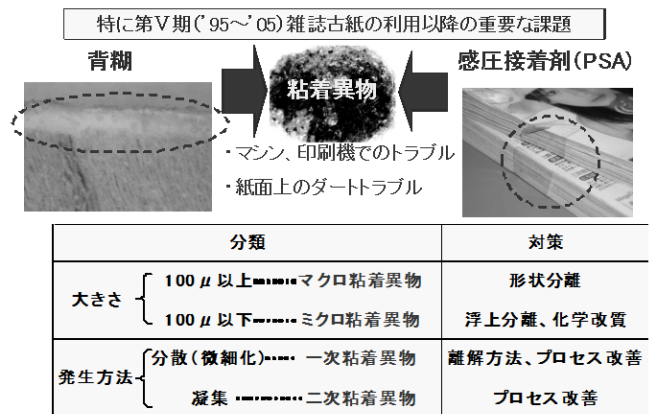 特に第Ⅴ期('95～'05)雑誌古紙の利用以降の重要な課題
背糊
粘着異物
感圧接着剤(PSA)
・マシン、印刷機でのトラブル
・紙面上のダートトラブル
分類 対策
大きさ
100μ以上 マクロ粘着異物 形状分離
100μ以下 ミクロ粘着異物 浮上分離、化学改質
発生方法
分散(微細化) 一次粘着異物 離解方法、プロセス改善
凝集 二次粘着異物 プロセス改善